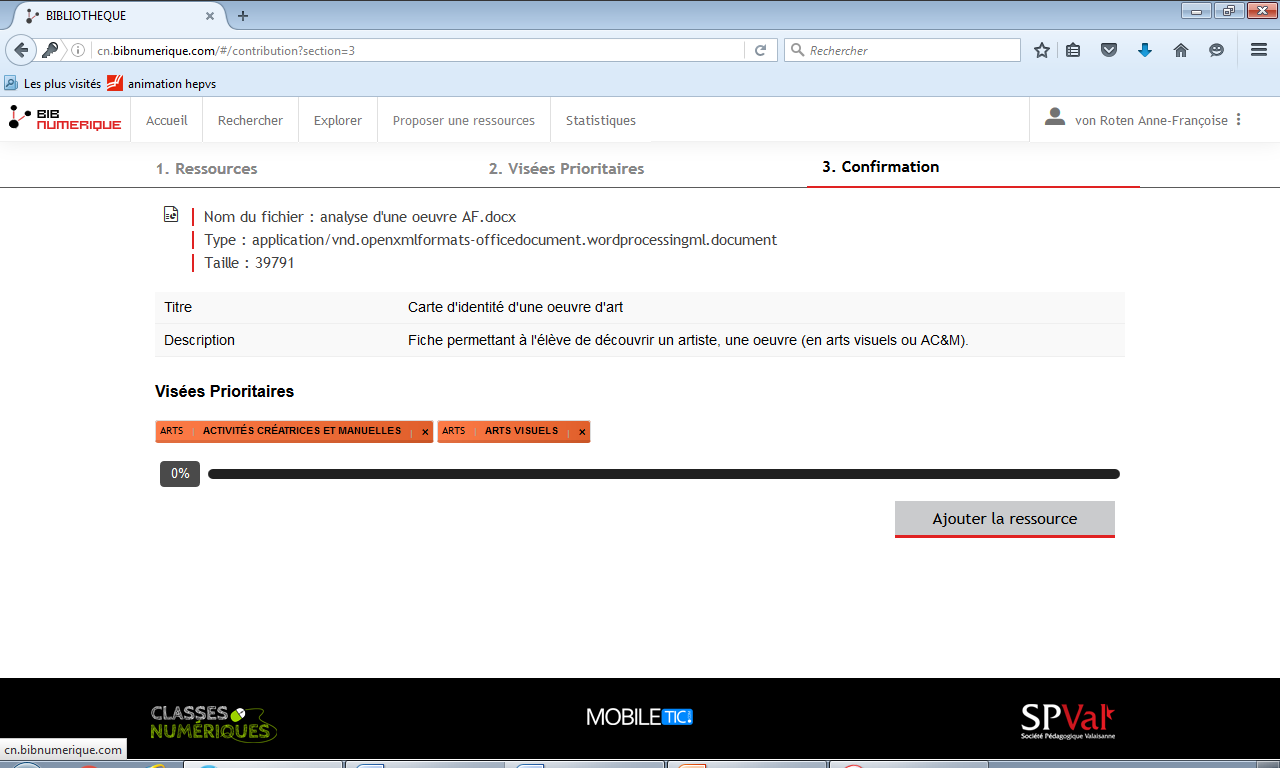 BIBLIOTHEQUE
cn.bibnumerique.com/#/contribution?section=3
Rechercher
Les plus visités
animation hepvs
BIB NUMERIQUE
Accueil
Rechercher
Explorer
Proposer une ressources
Statistiques
von Roten Anne-Françoise
1. Ressources
2. Visées Prioritaires
3. Confirmation
Nom du fichier : analyse d'une oeuvre AF.docx
Type : application/vnd.openxmlformats-officedocument.wordprocessingml.document
Taille : 39791
Titre
Carte d'identité d'une oeuvre d'art
Description
Fiche permettant à l'élève de découvrir un artiste, une oeuvre (en arts visuels ou AC&M).
Visées Prioritaires
ARTS ACTIVITÉS CRÉATRICES ET MANUELLES ×
ARTS ARTS VISUELS ×
0%
Ajouter la ressource
CLASSES
NUMÉRIQUES
MOBILETIC!
SPVal
Société Pédagogique Valaisanne
cn.bibnumerique.com